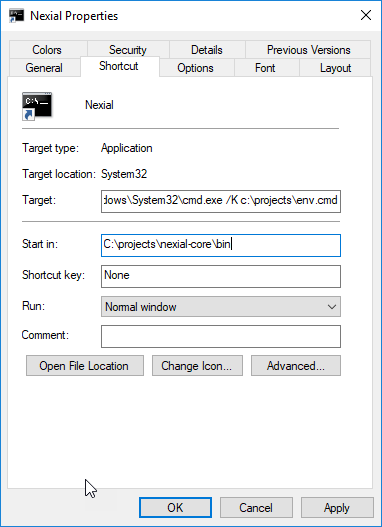 Nexial Properties
Colors Security Details Previous Versions
General Shortcut Options Font Layout
C:\
Nexial
Target type: Application
Target location: System32
Target: dows\System32\cmd.exe /K c:\projects\env.cmd
Start in: C:\projects\nexial-core\bin
Shortcut key: None
Run: Normal window
Comment:
Open File Location Change Icon... Advanced...
OK Cancel Apply